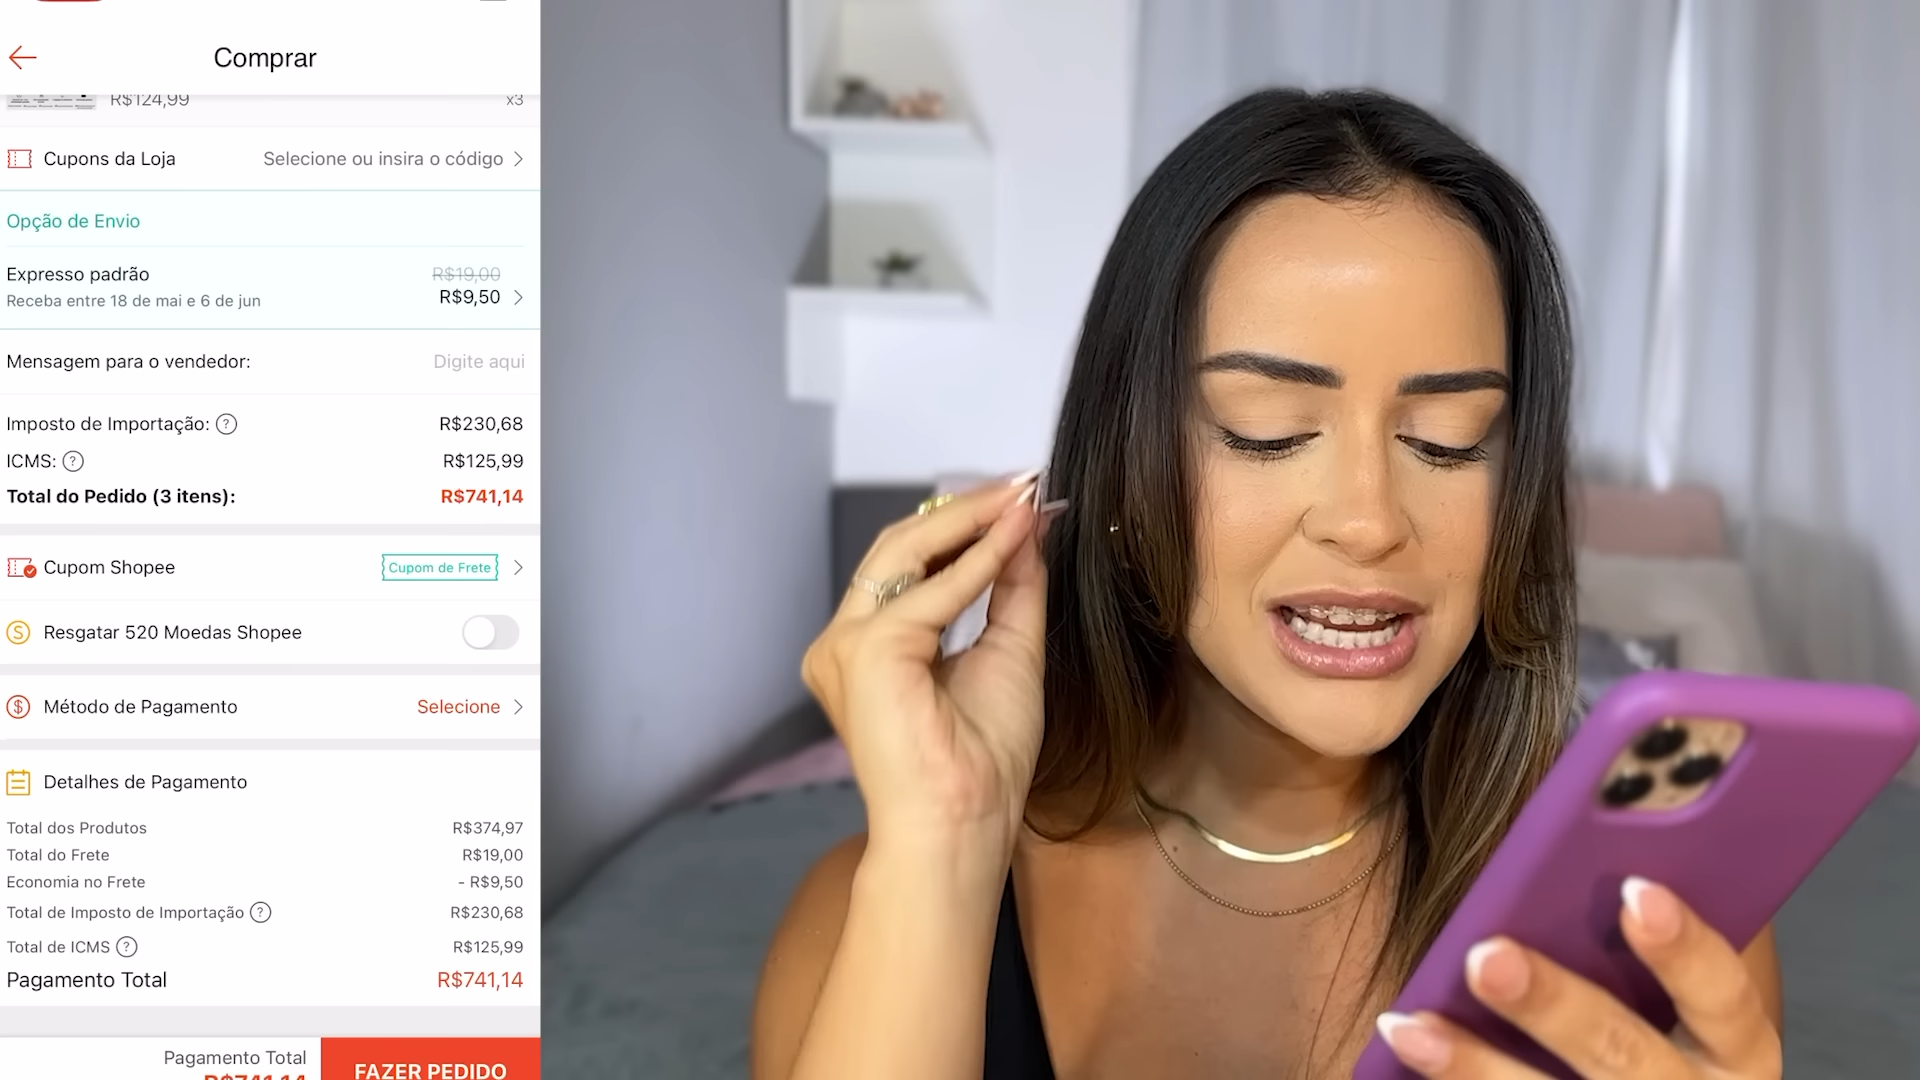 Comprar
R$124,99 x3
Cupons da Loja Selecione ou insira o código
Opção de Envio
Expresso padrão R$19,00
Receba entre 18 de mai e 6 de jun R$9,50
Mensagem para o vendedor: Digite aqui
Imposto de Importação: ? R$230,68
ICMS: ? R$125,99
Total do Pedido (3 itens): R$741,14
Cupom Shopee Cupom de Frete
S Resgatar 520 Moedas Shopee
$ Método de Pagamento Selecione
Detalhes de Pagamento
Total dos Produtos R$374,97
Total do Frete R$19,00
Economia no Frete - R$9,50
Total de Imposto de Importação ? R$230,68
Total de ICMS ? R$125,99
Pagamento Total R$741,14
Pagamento Total
R$741,14
FAZER PEDIDO